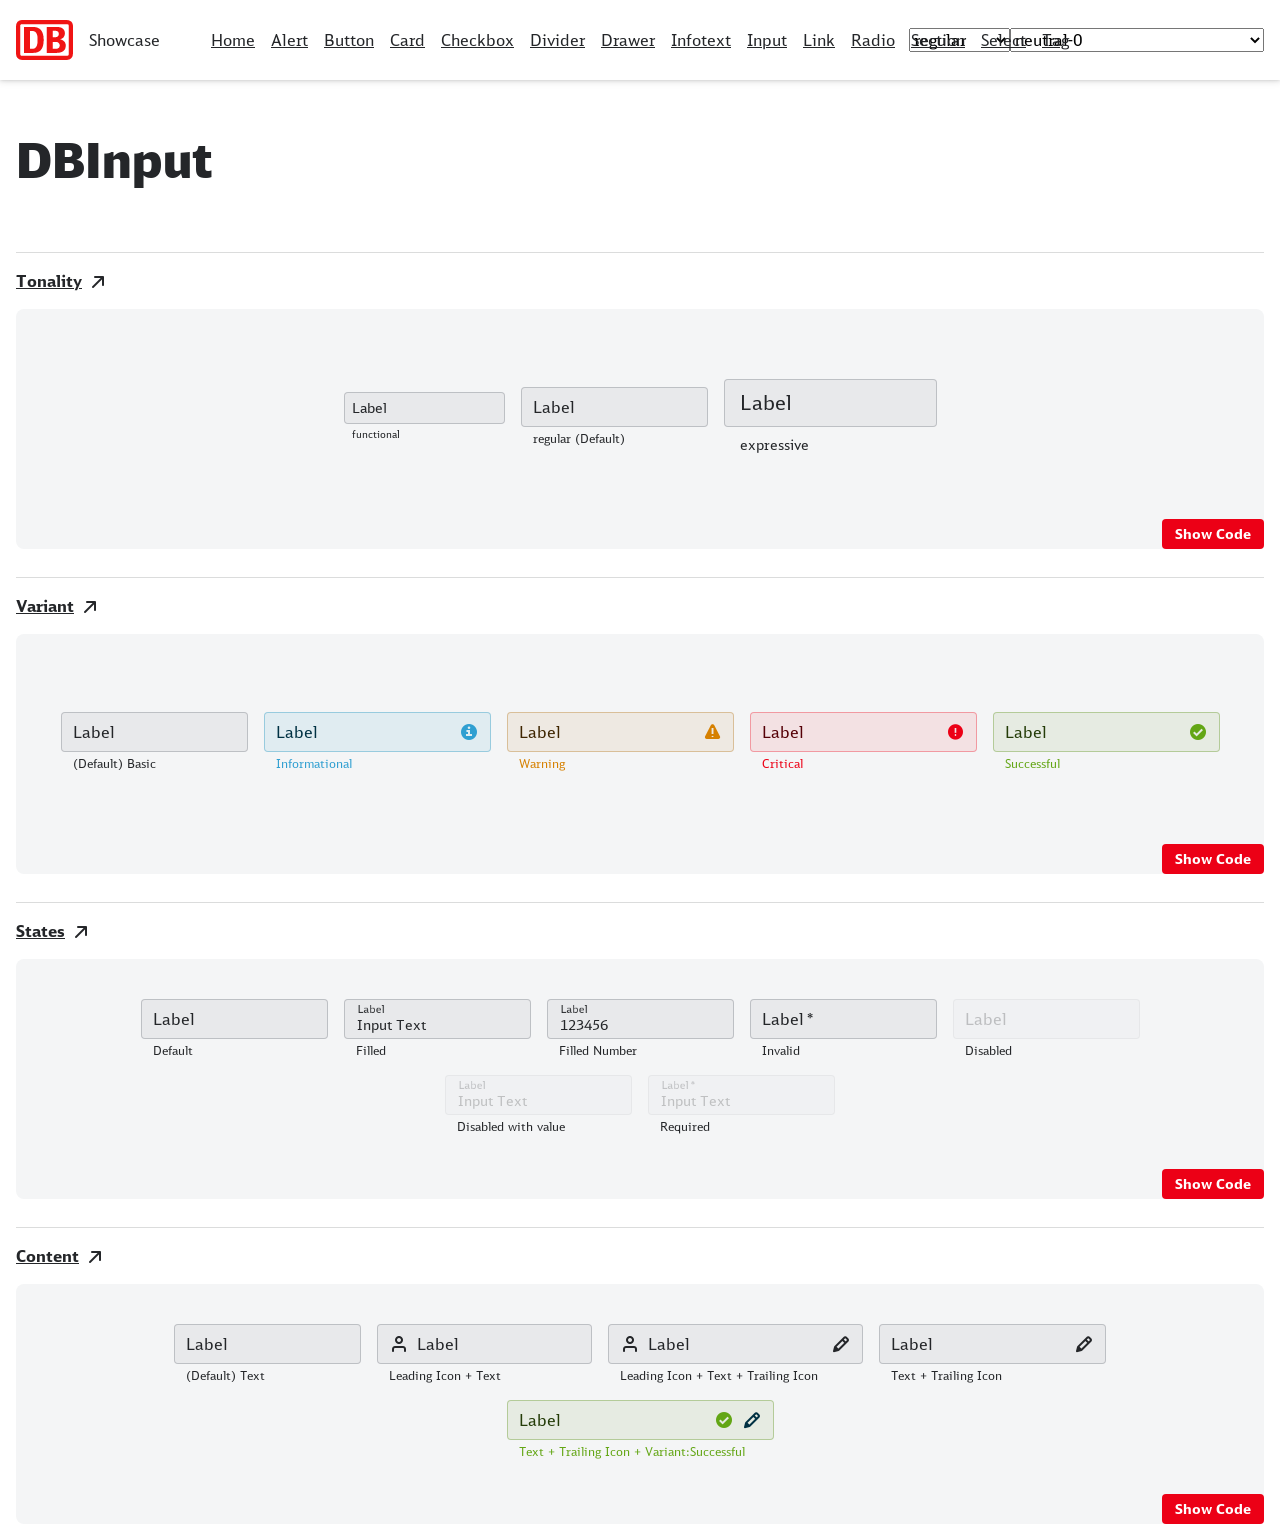 DB Showcase Home Alert Button Card Checkbox Divider Drawer Infotext Input Link Radio Section Select Tag regular neutral-0
DBInput
Tonality
Label Label Label
functional regular (Default) expressive
Show Code
Variant
Label Label Label Label Label
(Default) Basic Informational Warning Critical Successful
Show Code
States
Label Label Input Text Label 123456 Label * Label
Default Filled Filled Number Invalid Disabled
Label Input Text Label * Input Text
Disabled with value Required
Show Code
Content
Label Label Label Label
(Default) Text Leading Icon + Text Leading Icon + Text + Trailing Icon Text + Trailing Icon
Label
Text + Trailing Icon + Variant:Successful
Show Code